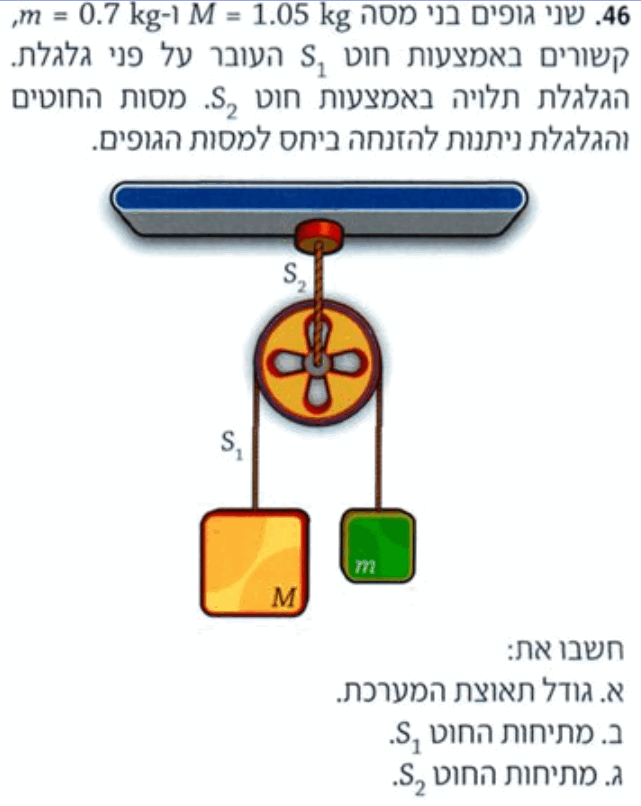 46. שני גופים בני מסה M = 1.05 kg ו-m = 0.7 kg,
קשורים באמצעות חוט S₁ העובר על פני גלגלת.
הגלגלת תלויה באמצעות חוט S₂. מסות החוטים
והגלגלת ניתנות להזנחה ביחס למסות הגופים.
S₂
S₁
M
m
חשבו את:
א. גודל תאוצת המערכת.
ב. מתיחות החוט S₁.
ג. מתיחות החוט S₂.